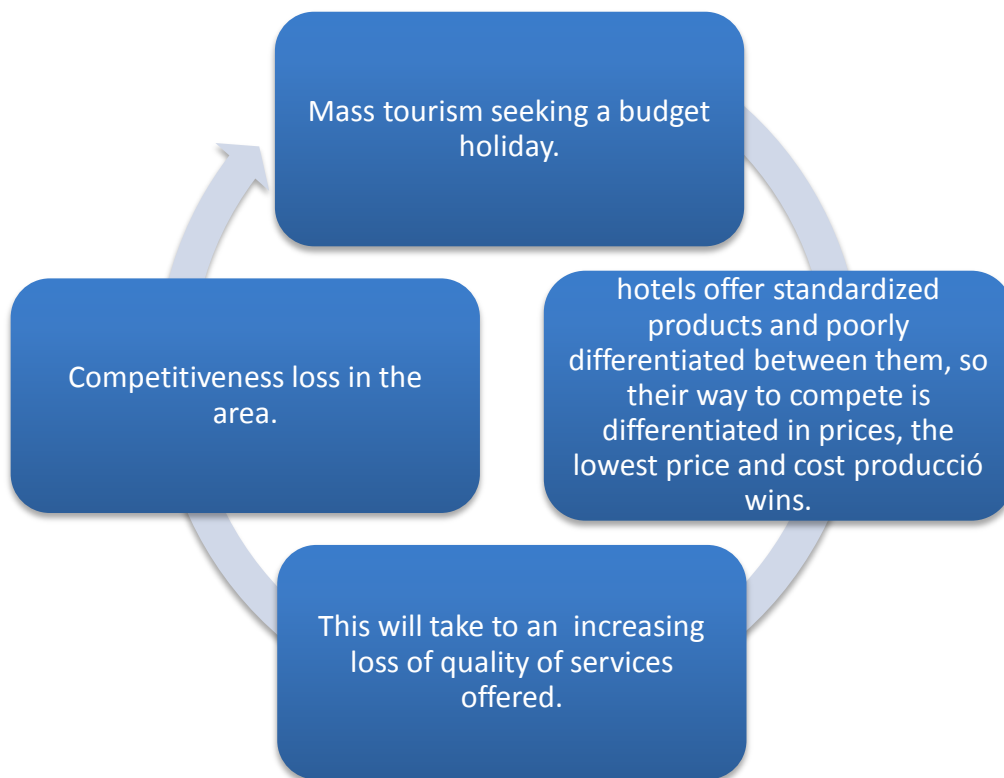 Mass tourism seeking a budget
holiday.
hotels offer standardized
products and poorly
differentiated between them, so
their way to compete is
differentiated in prices, the
lowest price and cost producció
wins.
This will take to an  increasing
loss of quality of services
offered.
Competitiveness loss in the
area.